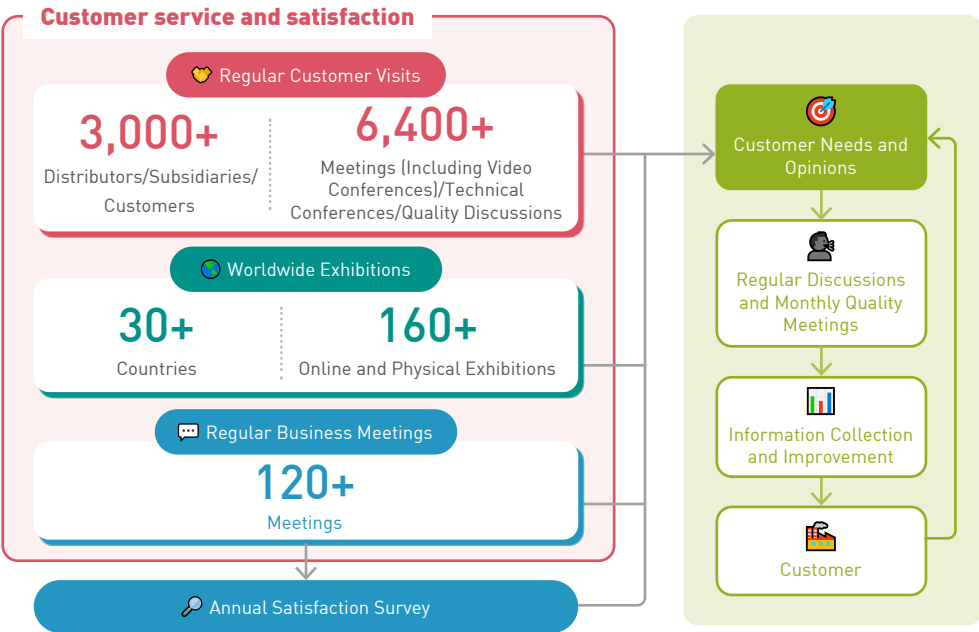 Customer service and satisfaction
Regular Customer Visits
3,000+
Distributors/Subsidiaries/
Customers
6,400+
Meetings (Including Video
Conferences)/Technical
Conferences/Quality Discussions
Worldwide Exhibitions
30+
Countries
160+
Online and Physical Exhibitions
Regular Business Meetings
120+
Meetings
Annual Satisfaction Survey
Customer Needs and
Opinions
Regular Discussions
and Monthly Quality
Meetings
Information Collection
and Improvement
Customer